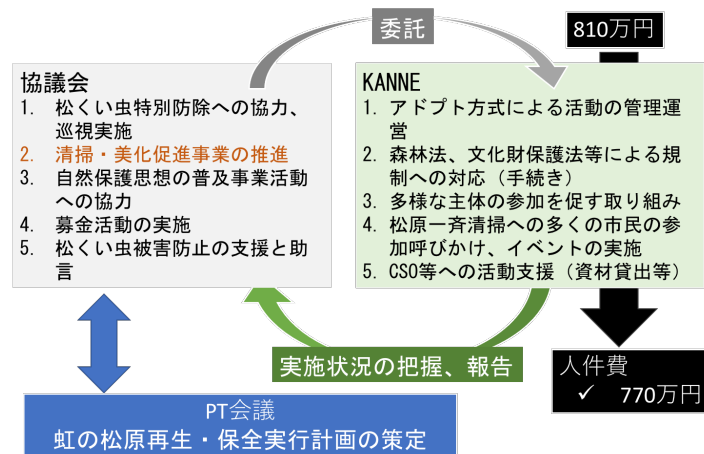 委託
810万円
協議会
1. 松くい虫特別防除への協力、
巡視実施
2. 清掃・美化促進事業の推進
3. 自然保護思想の普及事業活動
への協力
4. 募金活動の実施
5. 松くい虫被害防止の支援と助
言
KANNE
1. アドプト方式による活動の管理運
営
2. 森林法、文化財保護法等による規
制への対応（手続き）
3. 多様な主体の参加を促す取り組み
4. 松原一斉清掃への多くの市民の参
加呼びかけ、イベントの実施
5. CSO等への活動支援（資材貸出等）
実施状況の把握、報告
人件費
✓ 770万円
PT会議
虹の松原再生・保全実行計画の策定